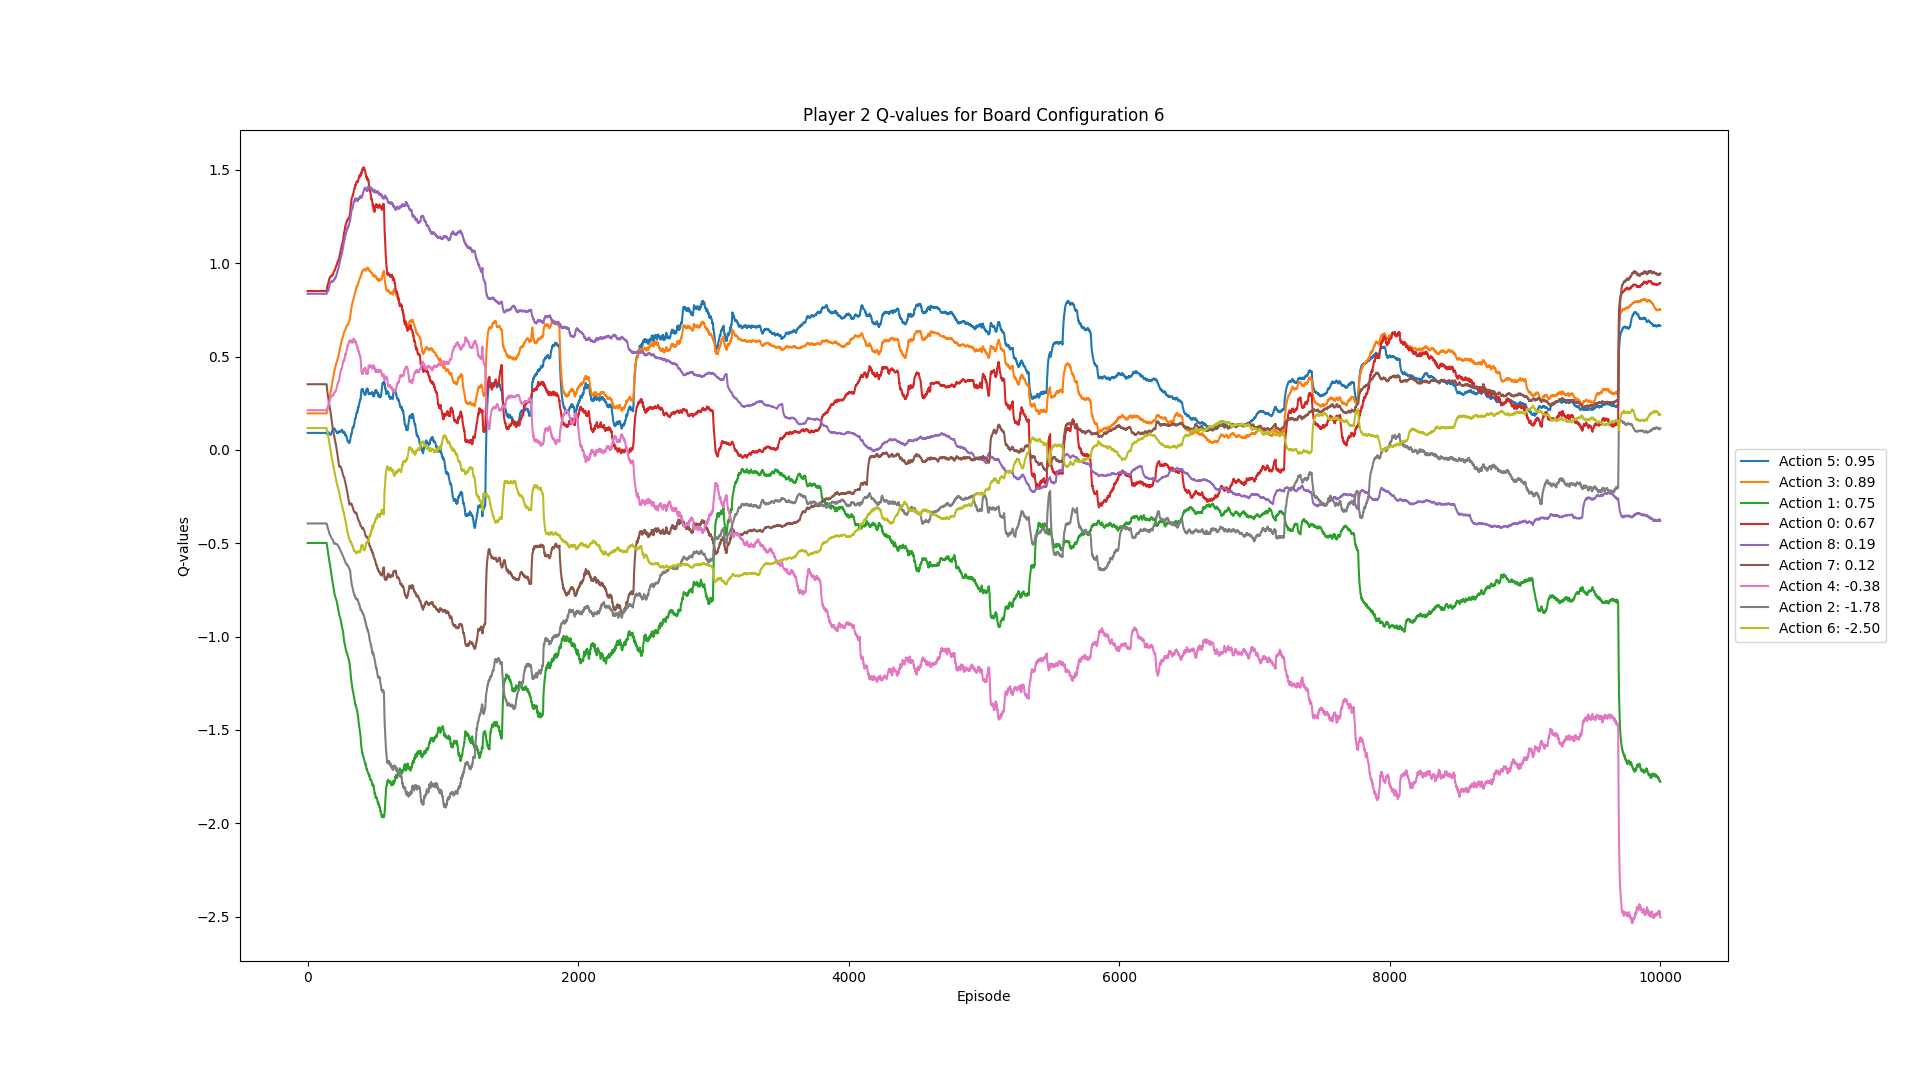 Player 2 Q-values for Board Configuration 6
1.5
1.0
0.5
0.0
−0.5
−1.0
−1.5
−2.0
−2.5
Q-values
0 2000 4000 6000 8000 10000
Episode
Action 5: 0.95
Action 3: 0.89
Action 1: 0.75
Action 0: 0.67
Action 8: 0.19
Action 7: 0.12
Action 4: -0.38
Action 2: -1.78
Action 6: -2.50